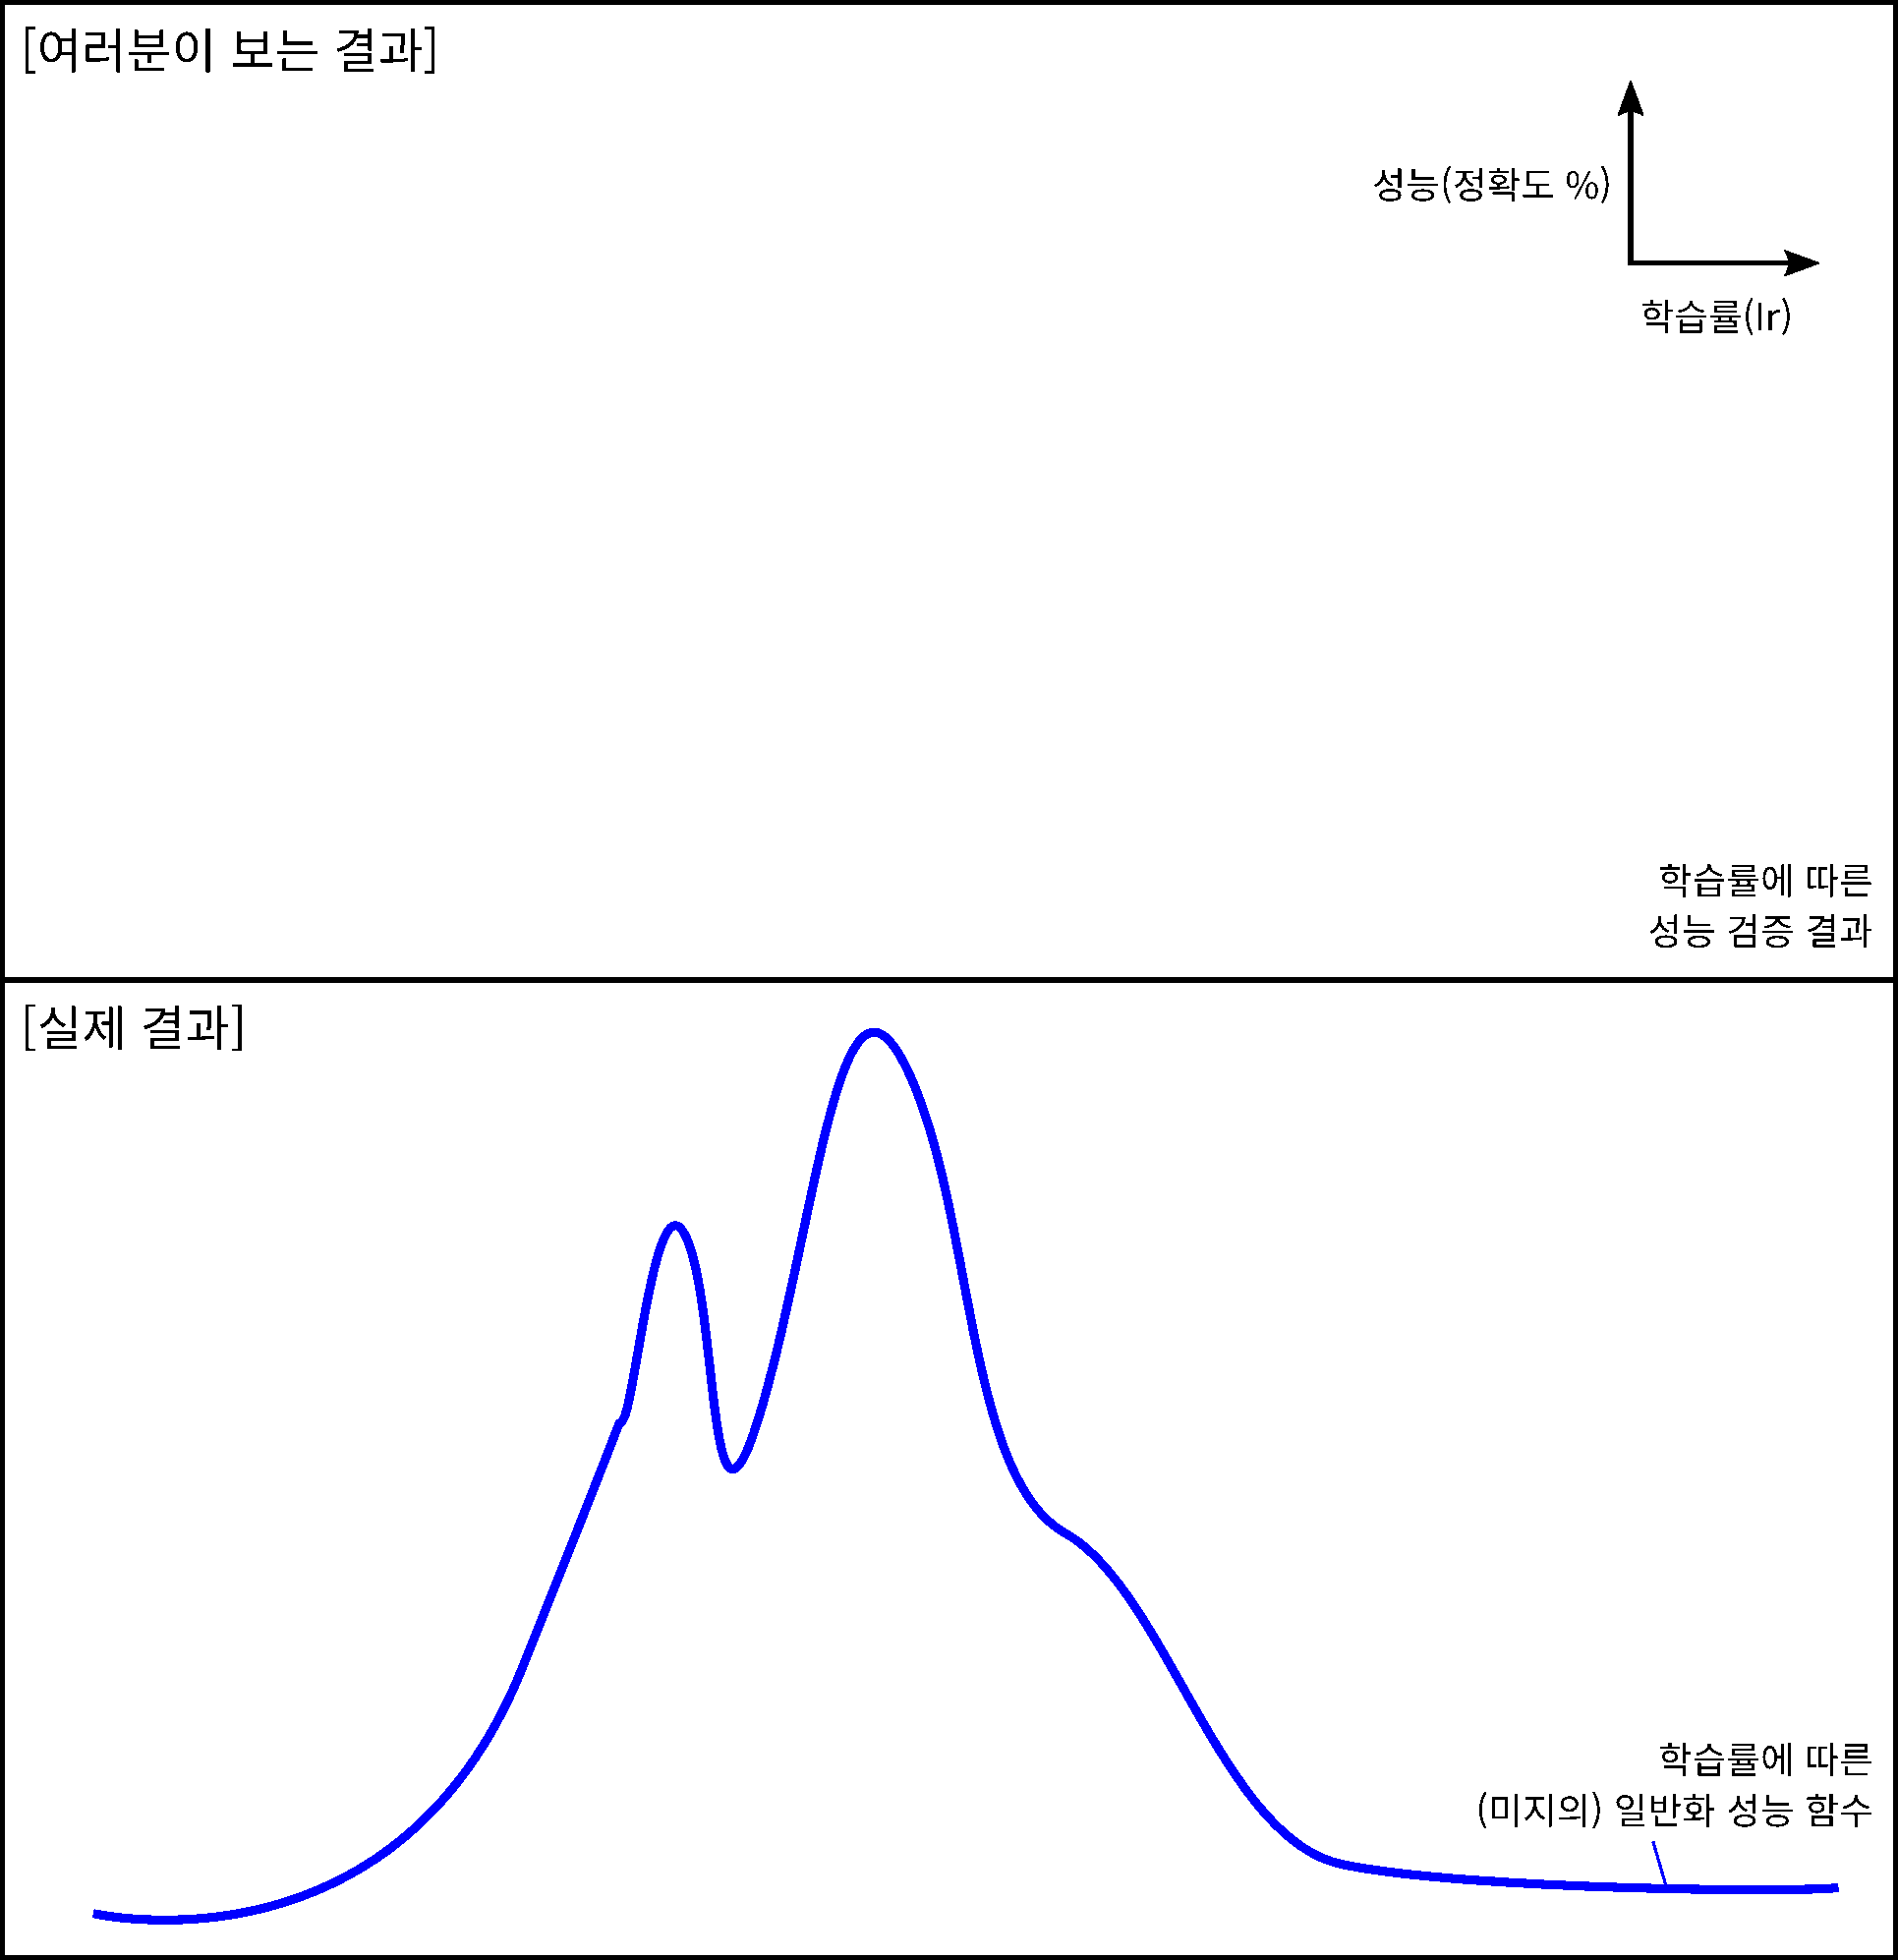 [여러분이 보는 결과]
성능(정확도 %)
학습률(lr)
학습률에 따른
성능 검증 결과
[실제 결과]
학습률에 따른
(미지의) 일반화 성능 함수